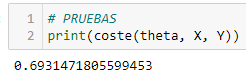 1 # PRUEBAS
2 print(coste(theta, X, Y))
0.6931471805599453